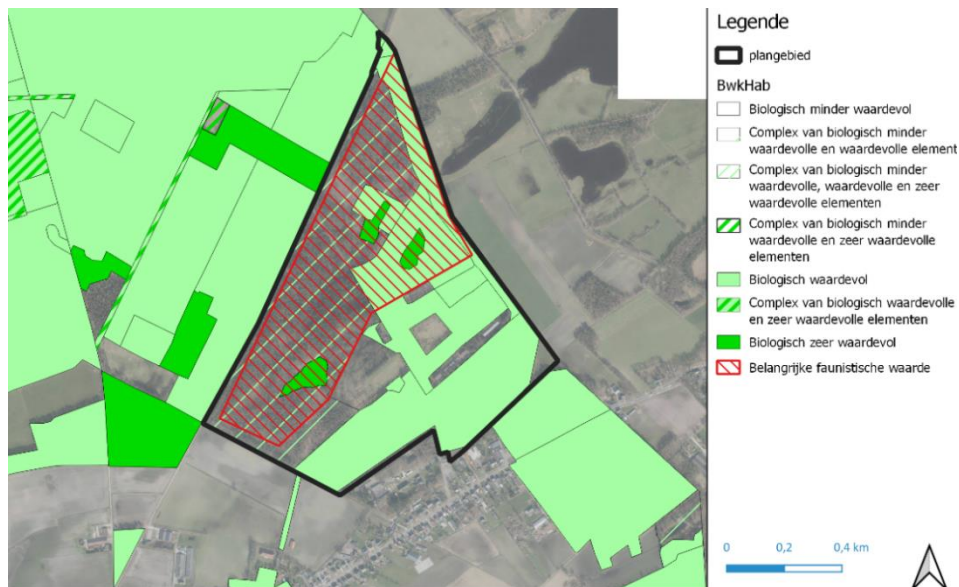 Legende
plangebied
BwkHab
Biologisch minder waardevol
Complex van biologisch minder
waardevolle en waardevolle element
Complex van biologisch minder
waardevolle, waardevolle en zeer
waardevolle elementen
Complex van biologisch minder
waardevolle en zeer waardevolle
elementen
Biologisch waardevol
Complex van biologisch waardevolle
en zeer waardevolle elementen
Biologisch zeer waardevol
Belangrijke faunistische waarde
0 0,2 0,4 km